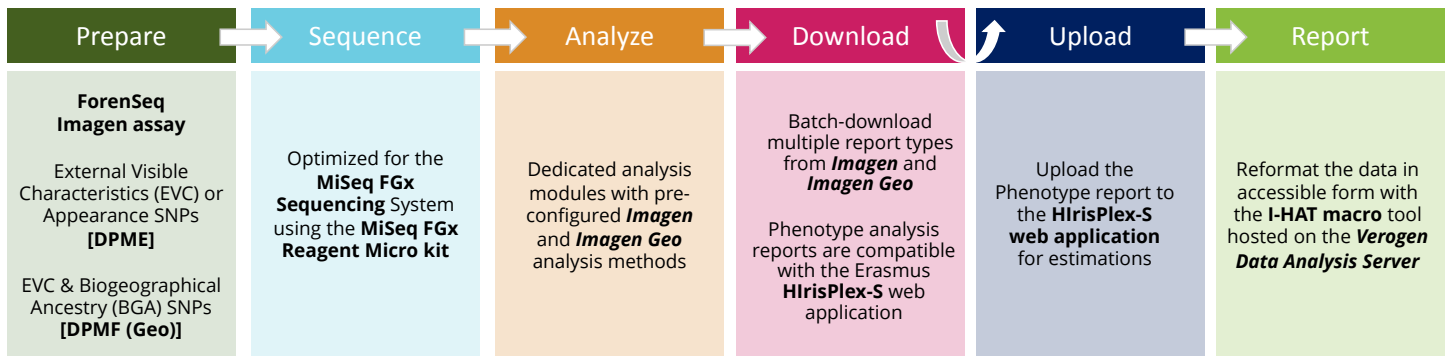 Prepare
ForenSeq
Imagen assay
External Visible
Characteristics (EVC) or
Appearance SNPs
[DPME]
EVC & Biogeographical
Ancestry (BGA) SNPs
[DPMF (Geo)]
Sequence
Optimized for the
MiSeq FGx
Sequencing System
using the MiSeq FGx
Reagent Micro kit
Analyze
Dedicated analysis
modules with pre-
configured Imagen
and Imagen Geo
analysis methods
Download
Batch-download
multiple report types
from Imagen and
Imagen Geo
Phenotype analysis
reports are compatible
with the Erasmus
HIrisPlex-S web
application
Upload
Upload the
Phenotype report to
the HIrisPlex-S
web application
for estimations
Report
Reformat the data in
accessible form with
the I-HAT macro tool
hosted on the Verogen
Data Analysis Server